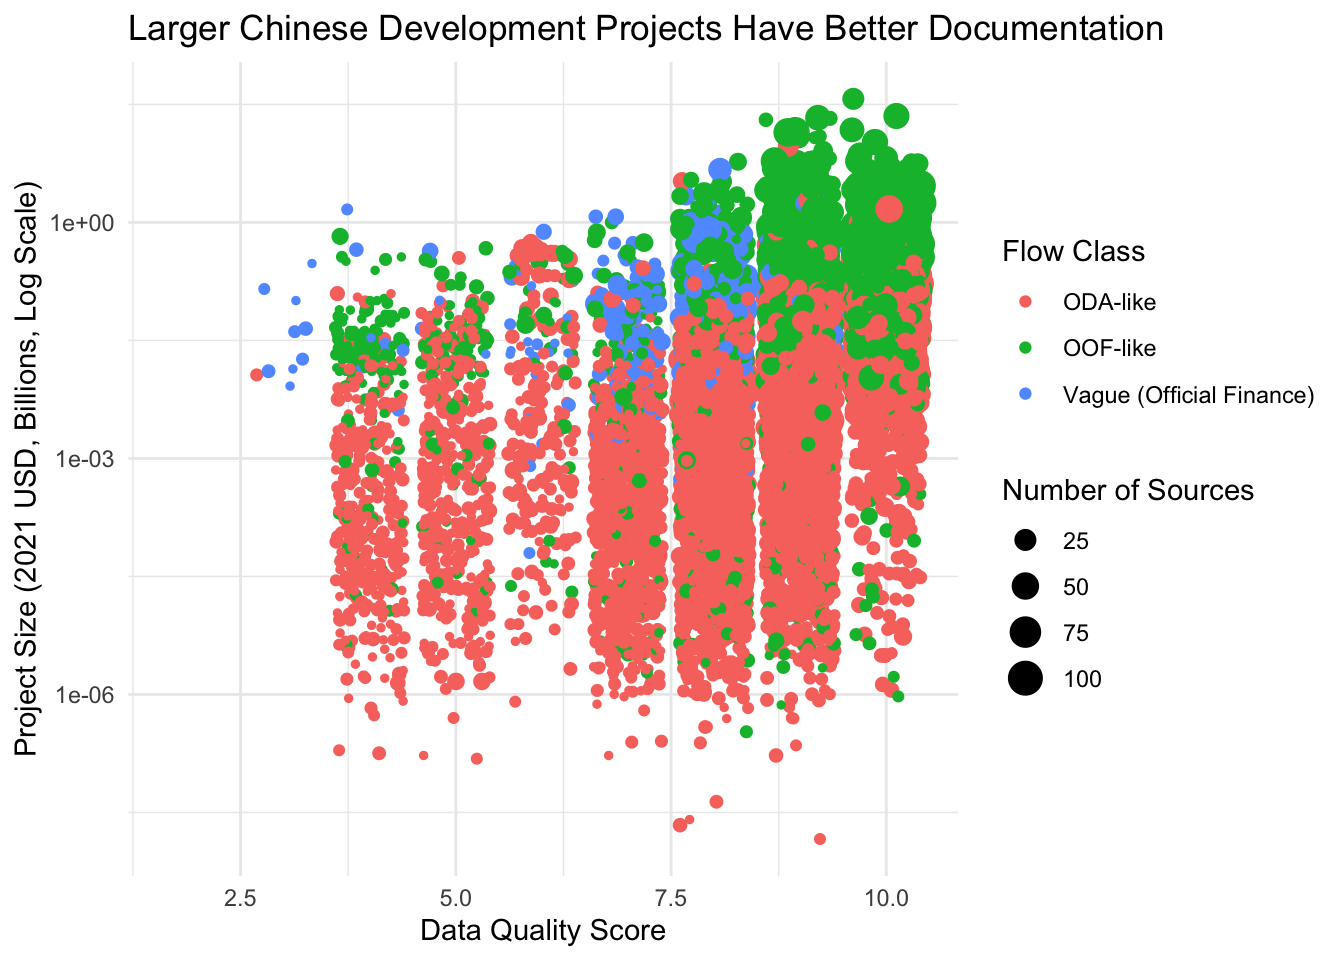 Larger Chinese Development Projects Have Better Documentation
Project Size (2021 USD, Billions, Log Scale)
1e+00
1e-03
1e-06
2.5
5.0
7.5
10.0
Data Quality Score
Flow Class
ODA-like
OOF-like
Vague (Official Finance)
Number of Sources
25
50
75
100